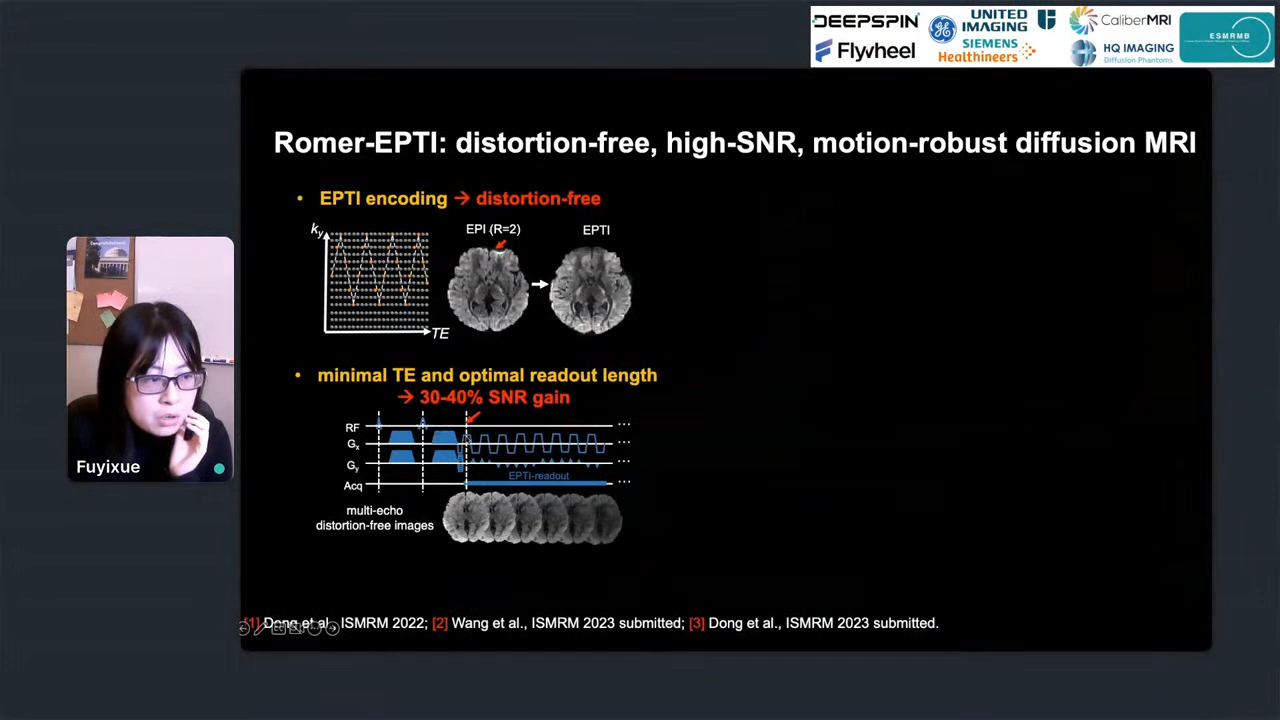 DEEPSPIN
UNITED
IMAGING
CaliberMRI
ESMRMB
Flywheel
SIEMENS
Healthineers
HQ IMAGING
Diffusion Phantoms
Romer-EPTI: distortion-free, high-SNR, motion-robust diffusion MRI
• EPTI encoding → distortion-free
ky
EPI (R=2)
EPTI
TE
• minimal TE and optimal readout length
→ 30-40% SNR gain
RF
Gx
Gy
EPTI-readout
Acq
multi-echo
distortion-free images
Fuyixue
[1] Dong et al., ISMRM 2022; [2] Wang et al., ISMRM 2023 submitted; [3] Dong et al., ISMRM 2023 submitted.